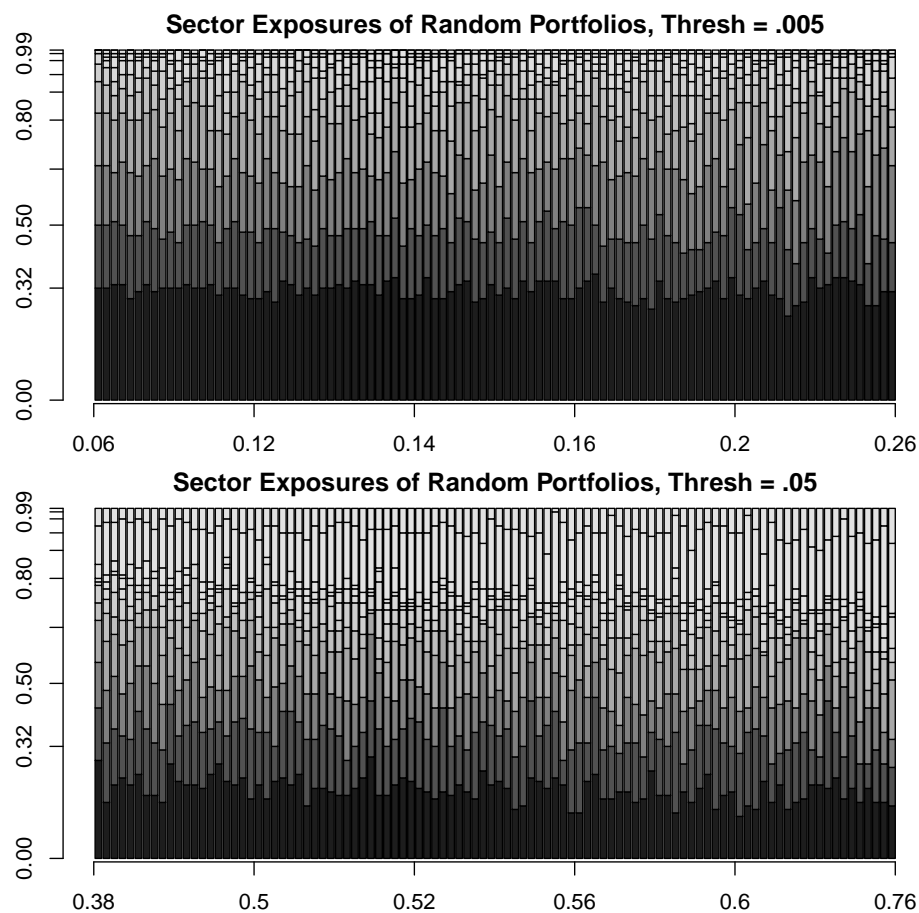 Sector Exposures of Random Portfolios, Thresh = .005
0.99
0.80
0.50
0.32
0.00
0.06 0.12 0.14 0.16 0.2 0.26
Sector Exposures of Random Portfolios, Thresh = .05
0.99
0.80
0.50
0.32
0.00
0.38 0.5 0.52 0.56 0.6 0.76